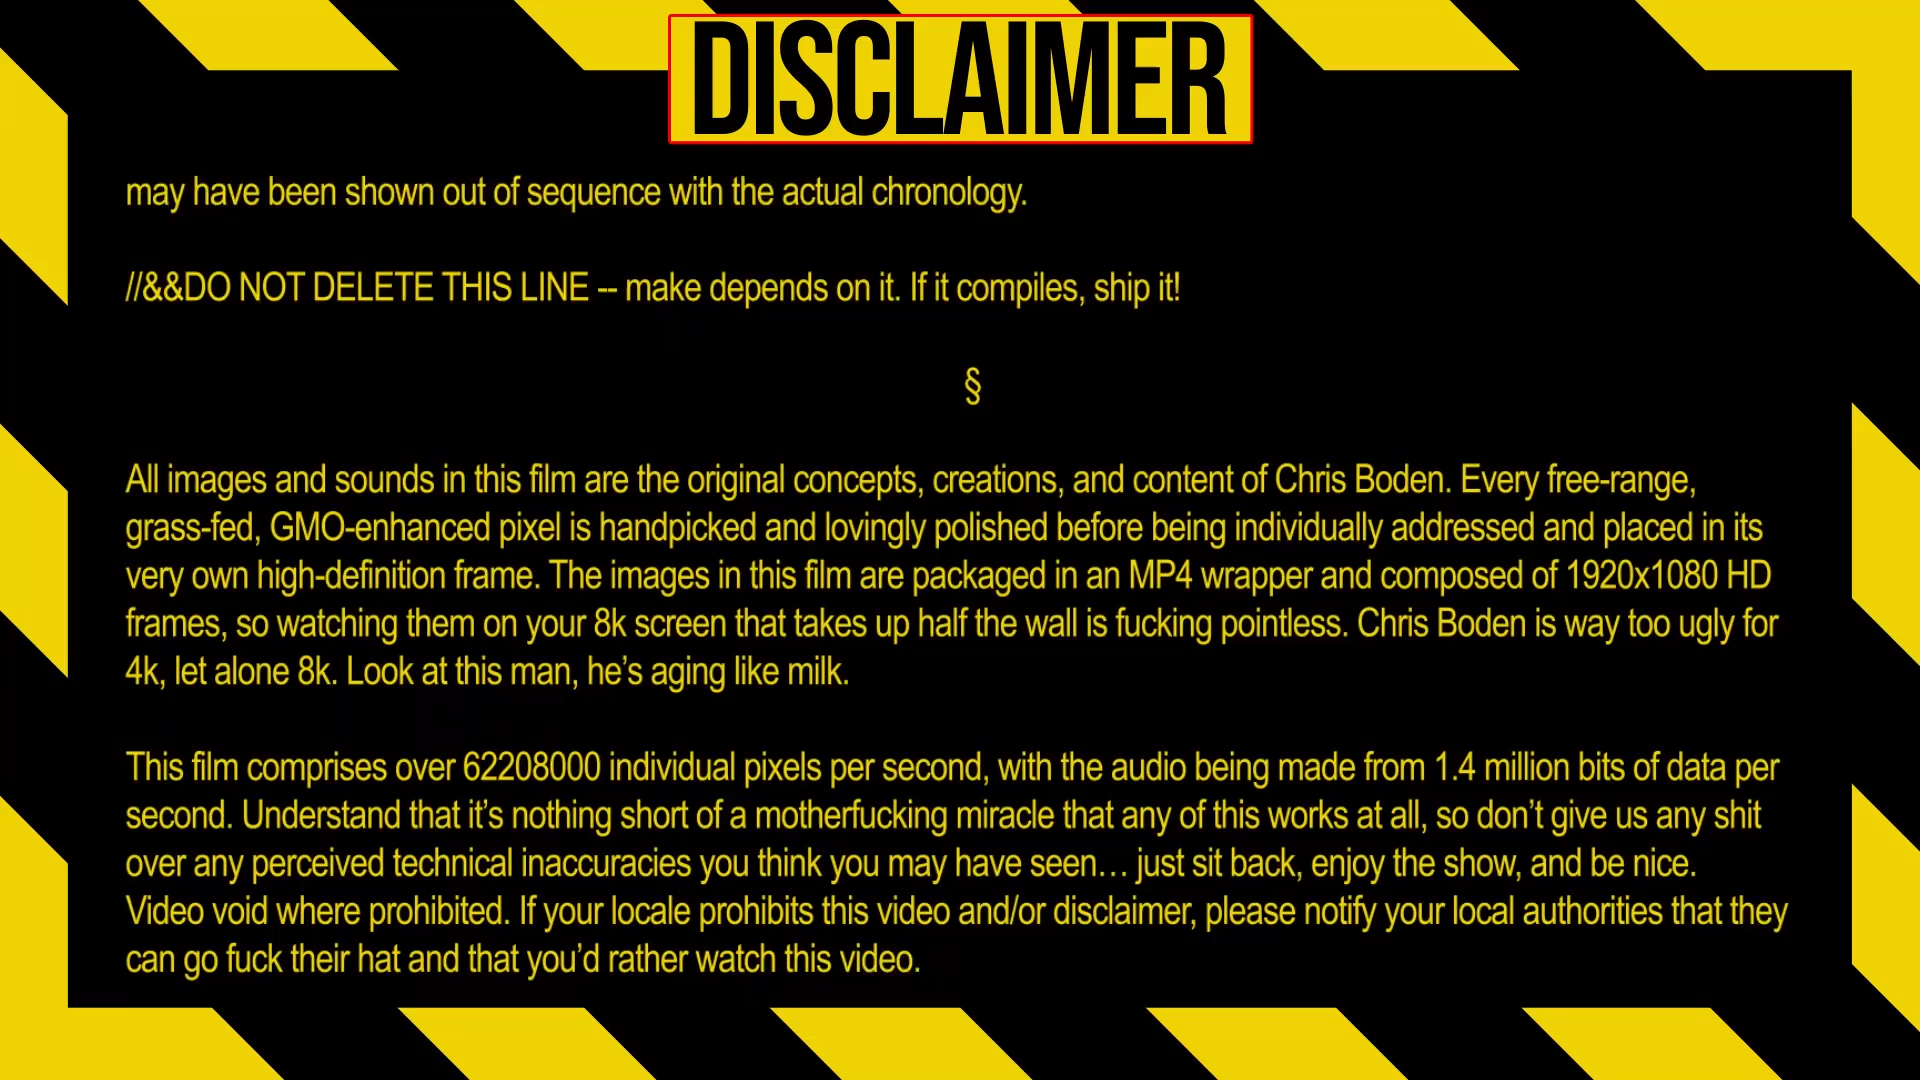 DISCLAIMER
may have been shown out of sequence with the actual chronology.
//&&DO NOT DELETE THIS LINE -- make depends on it. If it compiles, ship it!
§
All images and sounds in this film are the original concepts, creations, and content of Chris Boden. Every free-range,
grass-fed, GMO-enhanced pixel is handpicked and lovingly polished before being individually addressed and placed in its
very own high-definition frame. The images in this film are packaged in an MP4 wrapper and composed of 1920x1080 HD
frames, so watching them on your 8k screen that takes up half the wall is fucking pointless. Chris Boden is way too ugly for
4k, let alone 8k. Look at this man, he’s aging like milk.
This film comprises over 62208000 individual pixels per second, with the audio being made from 1.4 million bits of data per
second. Understand that it’s nothing short of a motherfucking miracle that any of this works at all, so don’t give us any shit
over any perceived technical inaccuracies you think you may have seen… just sit back, enjoy the show, and be nice.
Video void where prohibited. If your locale prohibits this video and/or disclaimer, please notify your local authorities that they
can go fuck their hat and that you’d rather watch this video.